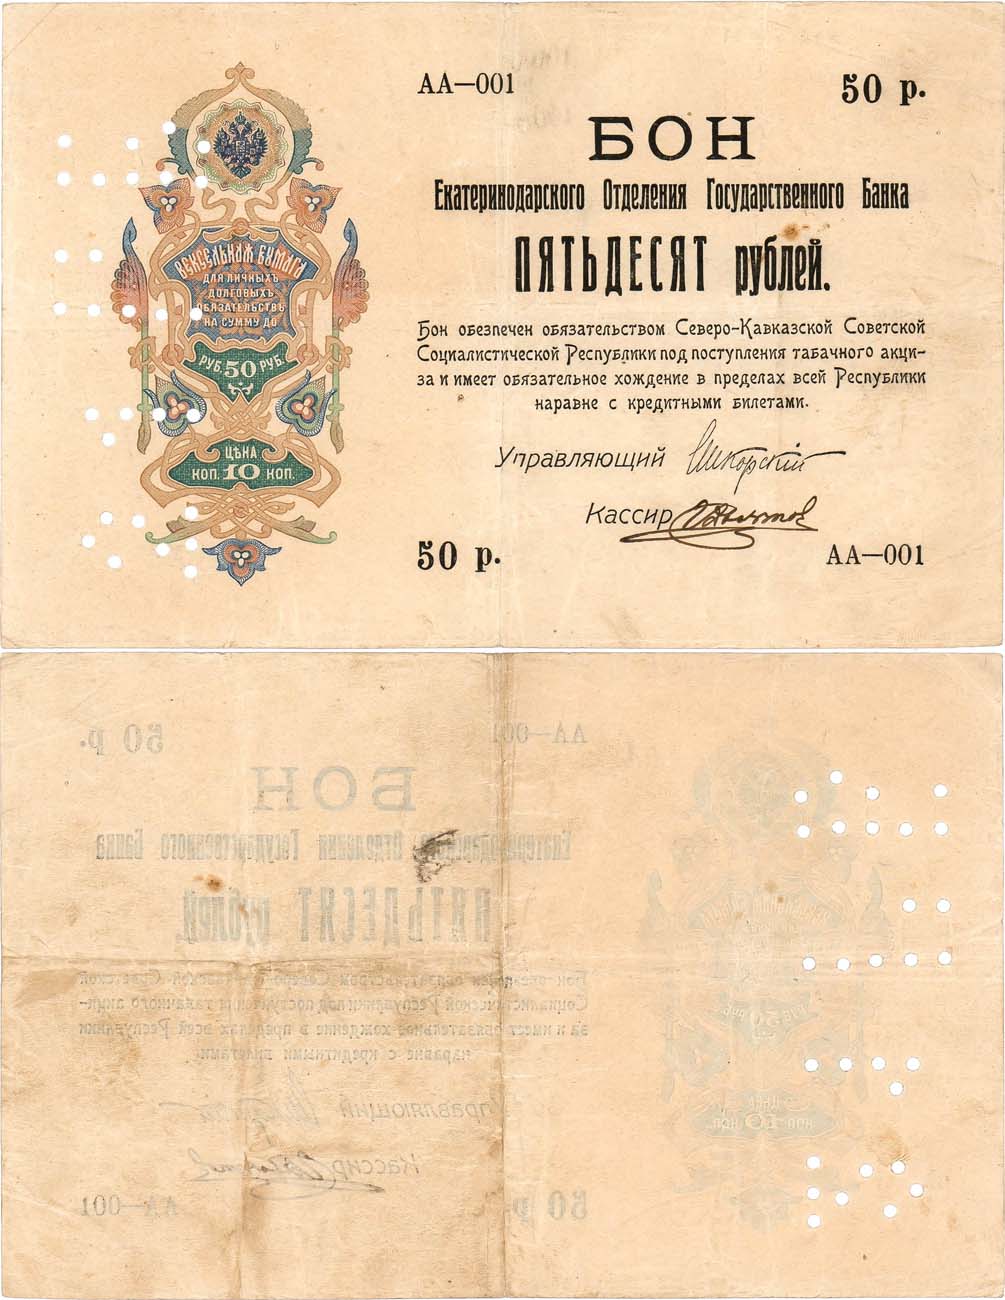 АА—001
50 р.
БОН
Екатеринодарского Отделения Государственного Банка
ПЯТЬДЕСЯТ рублей.
Бон обезпечен обязательством Северо-Кавказской Советской
Социалистической Республики под поступления табачного акци-
за и имеет обязательное хождение в пределах всей Республики
наравне с кредитными билетами.
Управляющий
Кассир
50 р.
АА—001
ВЕКСЕЛЬНАЯ БУМАГА
ДЛЯ ЛИЧНЫХЪ
ДОЛГОВЫХЪ
ОБЯЗАТЕЛЬСТВЪ
НА СУММУ ДО
РУБ. 50 РУБ.
ЦѢНА
КОП. 10 КОП.